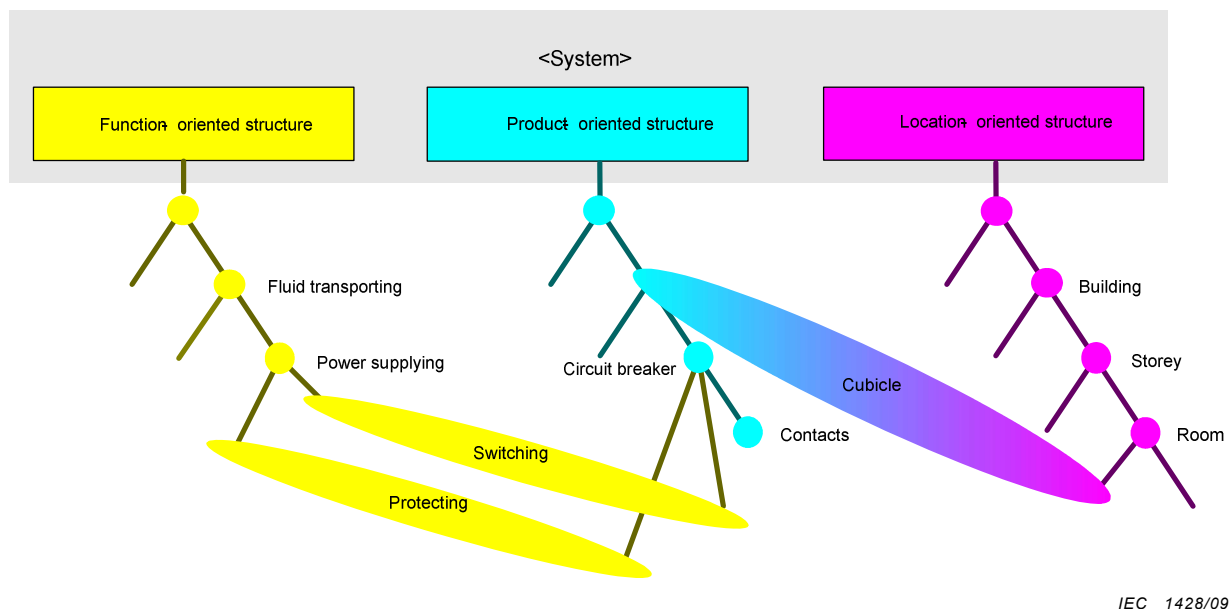 <System>
Function- oriented structure
Product- oriented structure
Location- oriented structure
Fluid transporting
Building
Power supplying
Circuit breaker
Storey
Cubicle
Contacts
Room
Switching
Protecting
IEC 1428/09